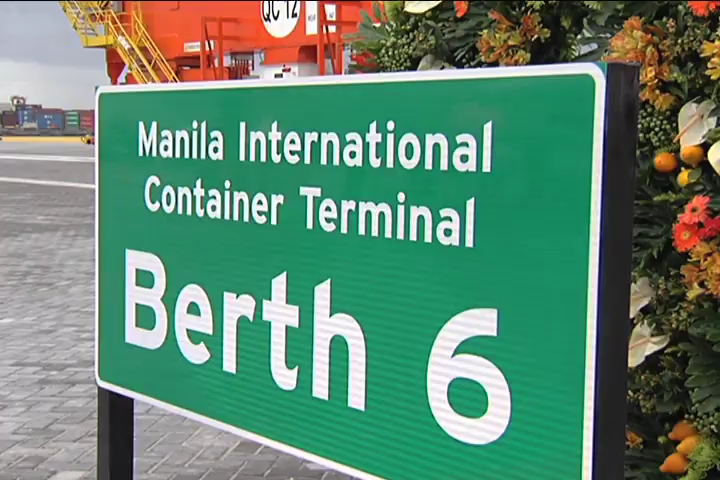 QC 12
Manila International
Container Terminal
Berth 6